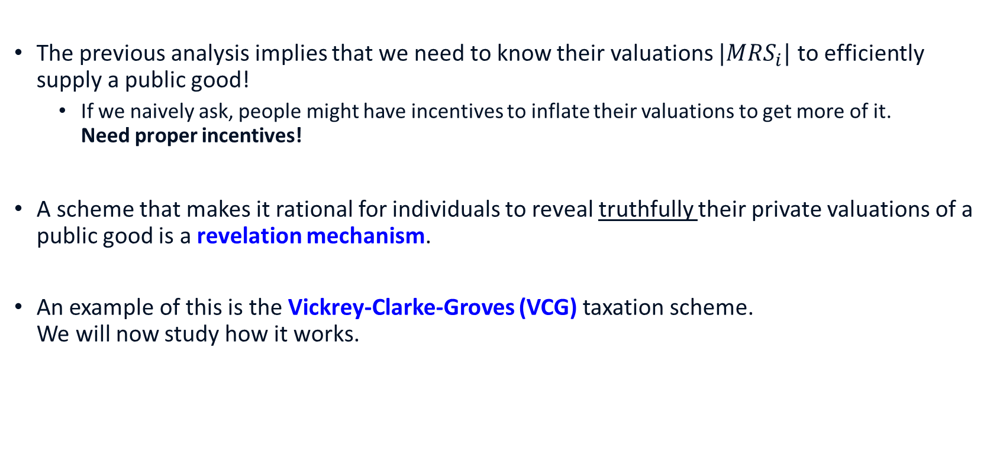 • The previous analysis implies that we need to know their valuations |MRSᵢ| to efficiently
supply a public good!
• If we naively ask, people might have incentives to inflate their valuations to get more of it.
Need proper incentives!
• A scheme that makes it rational for individuals to reveal truthfully their private valuations of a
public good is a revelation mechanism.
• An example of this is the Vickrey-Clarke-Groves (VCG) taxation scheme.
We will now study how it works.